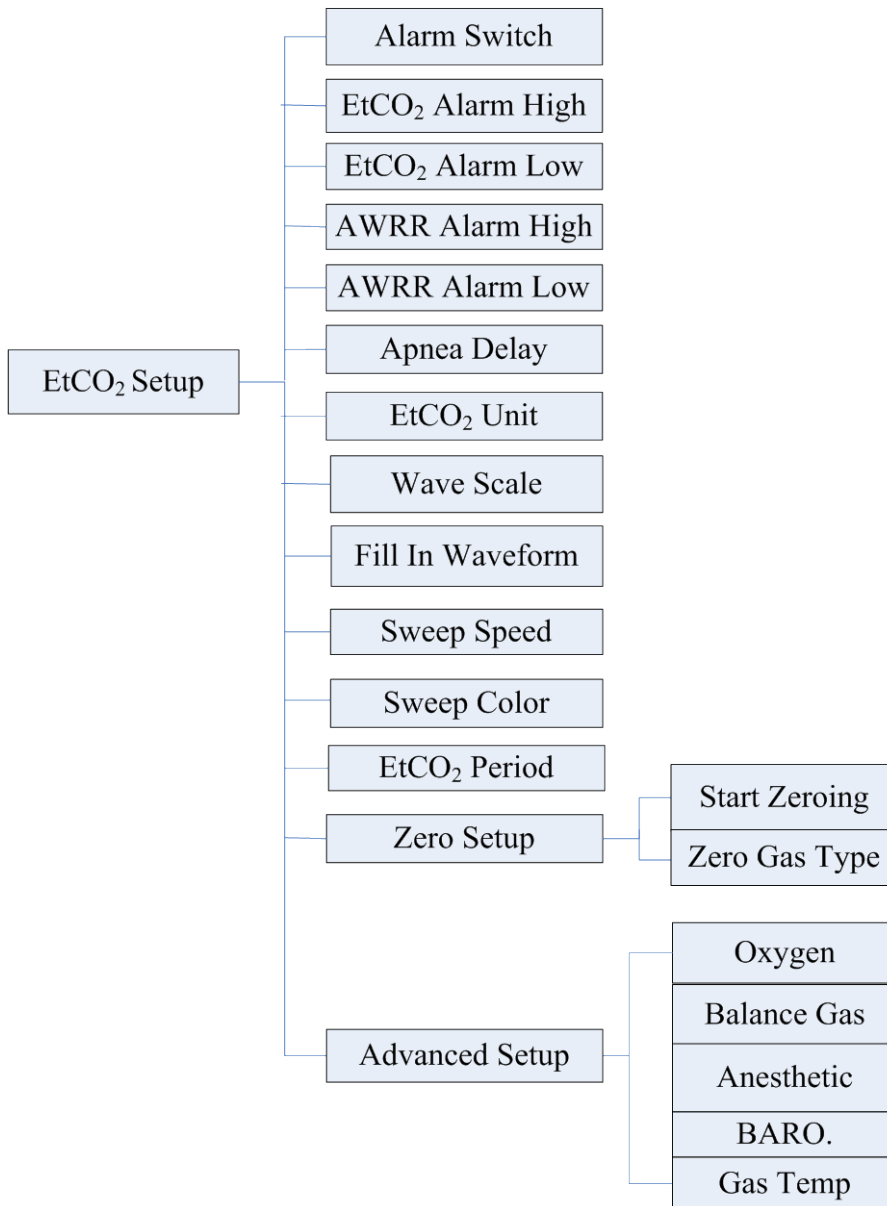 Alarm Switch
EtCO₂ Alarm High
EtCO₂ Alarm Low
AWRR Alarm High
AWRR Alarm Low
Apnea Delay
EtCO₂ Setup
EtCO₂ Unit
Wave Scale
Fill In Waveform
Sweep Speed
Sweep Color
EtCO₂ Period
Zero Setup
Start Zeroing
Zero Gas Type
Advanced Setup
Oxygen
Balance Gas
Anesthetic
BARO.
Gas Temp